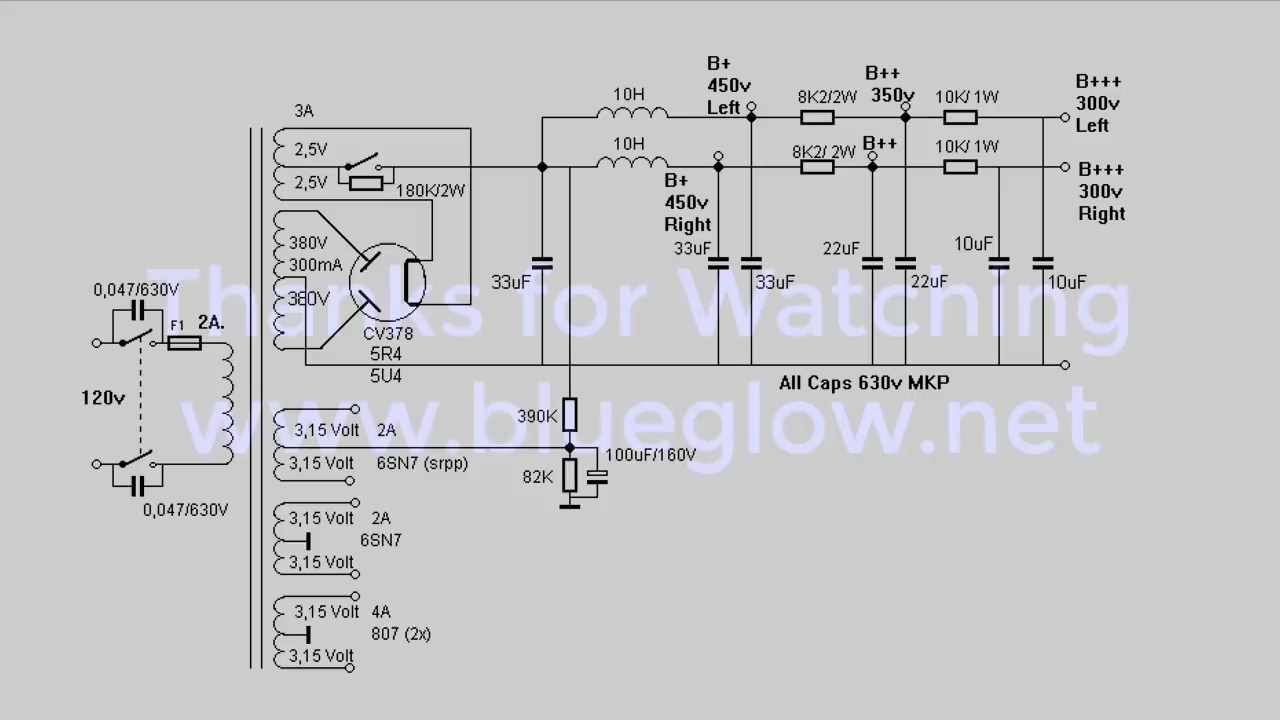 3A
2,5V
2,5V
180K/2W
380V
300mA
380V
CV378
5R4
5U4
0,047/630V
F1
2A.
120v
0,047/630V
3,15 Volt 2A
3,15 Volt 6SN7 (srpp)
3,15 Volt 2A
6SN7
3,15 Volt
3,15 Volt 4A
807 (2x)
3,15 Volt
10H
10H
B+
450v
Left
B+
450v
Right
8K2/2W
8K2/ 2W
B++
350v
B++
10K/ 1W
10K/ 1W
B+++
300v
Left
B+++
300v
Right
33uF
33uF
33uF
22uF
22uF
10uF
10uF
All Caps 630v MKP
390K
82K
100uF/160V
Thanks for Watching
www.blueglow.net